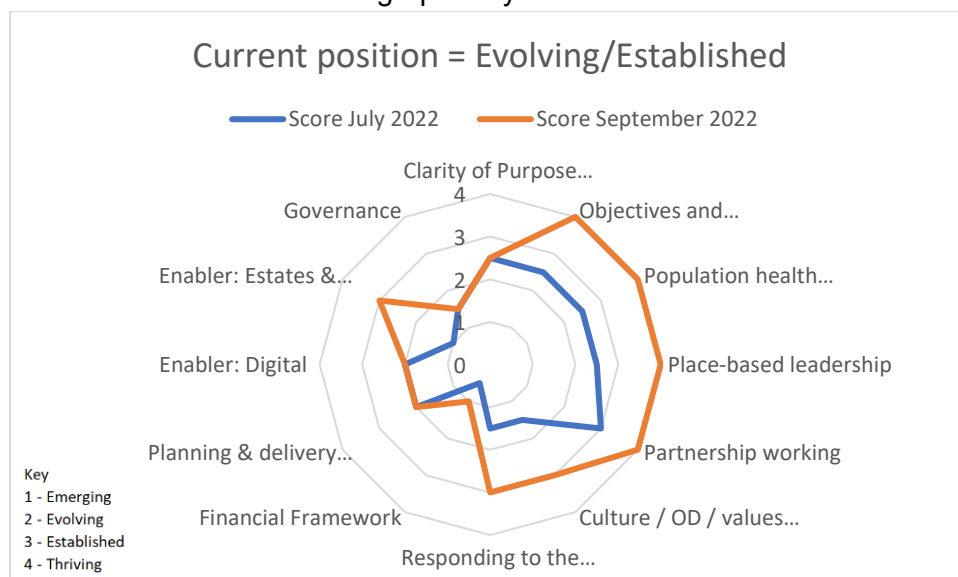 Current position = Evolving/Established
Score July 2022
Score September 2022
Clarity of Purpose...
Objectives and...
Population health...
Place-based leadership
Partnership working
Culture / OD / values...
Responding to the...
Financial Framework
Planning & delivery...
Enabler: Digital
Enabler: Estates &...
Governance
4
3
2
1
0
Key
1 - Emerging
2 - Evolving
3 - Established
4 - Thriving